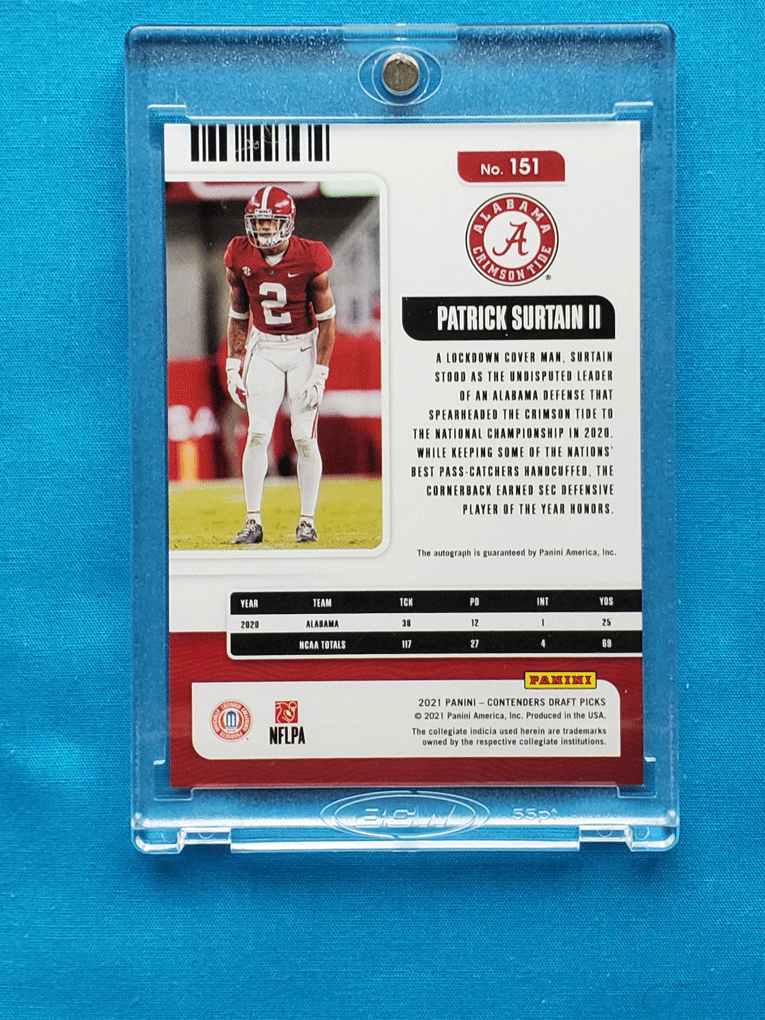 No. 151
ALABAMA
A
CRIMSON TIDE
®
PATRICK SURTAIN II
2
A LOCKDOWN COVER MAN, SURTAIN
STOOD AS THE UNDISPUTED LEADER
OF AN ALABAMA DEFENSE THAT
SPEARHEADED THE CRIMSON TIDE TO
THE NATIONAL CHAMPIONSHIP IN 2020.
WHILE KEEPING SOME OF THE NATIONS'
BEST PASS-CATCHERS HANDCUFFED, THE
CORNERBACK EARNED SEC DEFENSIVE
PLAYER OF THE YEAR HONORS.
The autograph is guaranteed by Panini America, Inc.
YEAR TEAM TCK PD INT YDS
2020 ALABAMA 38 12 1 25
NCAA TOTALS 117 27 4 69
PANINI
2021 PANINI – CONTENDERS DRAFT PICKS
© 2021 Panini America, Inc. Produced in the USA.
The collegiate indicia used herein are trademarks
owned by the respective collegiate institutions.
NFLPA
BCW 55pt